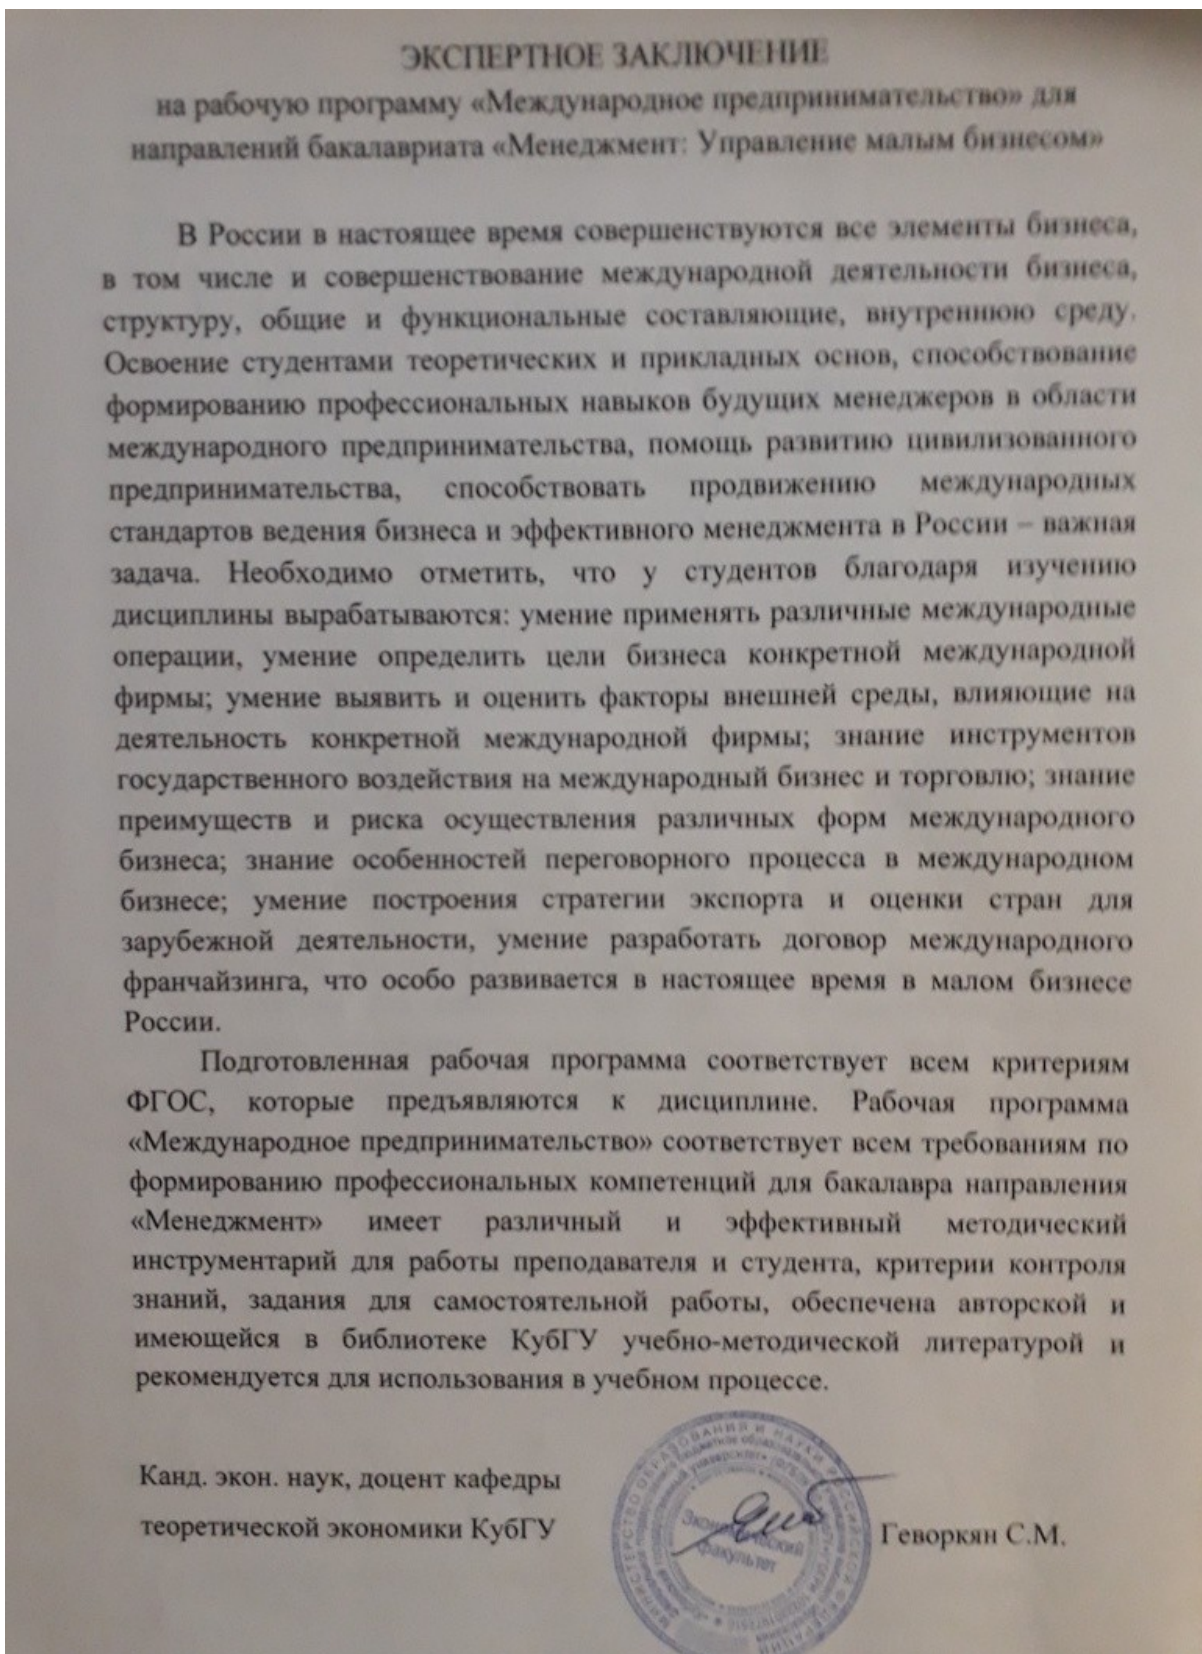 ЭКСПЕРТНОЕ ЗАКЛЮЧЕНИЕ
на рабочую программу «Международное предпринимательство» для
направлений бакалавриата «Менеджмент: Управление малым бизнесом»
В России в настоящее время совершенствуются все элементы бизнеса,
в том числе и совершенствование международной деятельности бизнеса,
структуру, общие и функциональные составляющие, внутреннюю среду.
Освоение студентами теоретических и прикладных основ, способствование
формированию профессиональных навыков будущих менеджеров в области
международного предпринимательства, помощь развитию цивилизованного
предпринимательства, способствовать продвижению международных
стандартов ведения бизнеса и эффективного менеджмента в России – важная
задача. Необходимо отметить, что у студентов благодаря изучению
дисциплины вырабатываются: умение применять различные международные
операции, умение определить цели бизнеса конкретной международной
фирмы; умение выявить и оценить факторы внешней среды, влияющие на
деятельность конкретной международной фирмы; знание инструментов
государственного воздействия на международный бизнес и торговлю; знание
преимуществ и риска осуществления различных форм международного
бизнеса; знание особенностей переговорного процесса в международном
бизнесе; умение построения стратегии экспорта и оценки стран для
зарубежной деятельности, умение разработать договор международного
франчайзинга, что особо развивается в настоящее время в малом бизнесе
России.
Подготовленная рабочая программа соответствует всем критериям
ФГОС, которые предъявляются к дисциплине. Рабочая программа
«Международное предпринимательство» соответствует всем требованиям по
формированию профессиональных компетенций для бакалавра направления
«Менеджмент» имеет различный и эффективный методический
инструментарий для работы преподавателя и студента, критерии контроля
знаний, задания для самостоятельной работы, обеспечена авторской и
имеющейся в библиотеке КубГУ учебно-методической литературой и
рекомендуется для использования в учебном процессе.
Канд. экон. наук, доцент кафедры
теоретической экономики КубГУ
Геворкян С.М.
МИНИСТЕРСТВО ОБРАЗОВАНИЯ И НАУКИ РОССИЙСКОЙ ФЕДЕРАЦИИ
Экономический
факультет